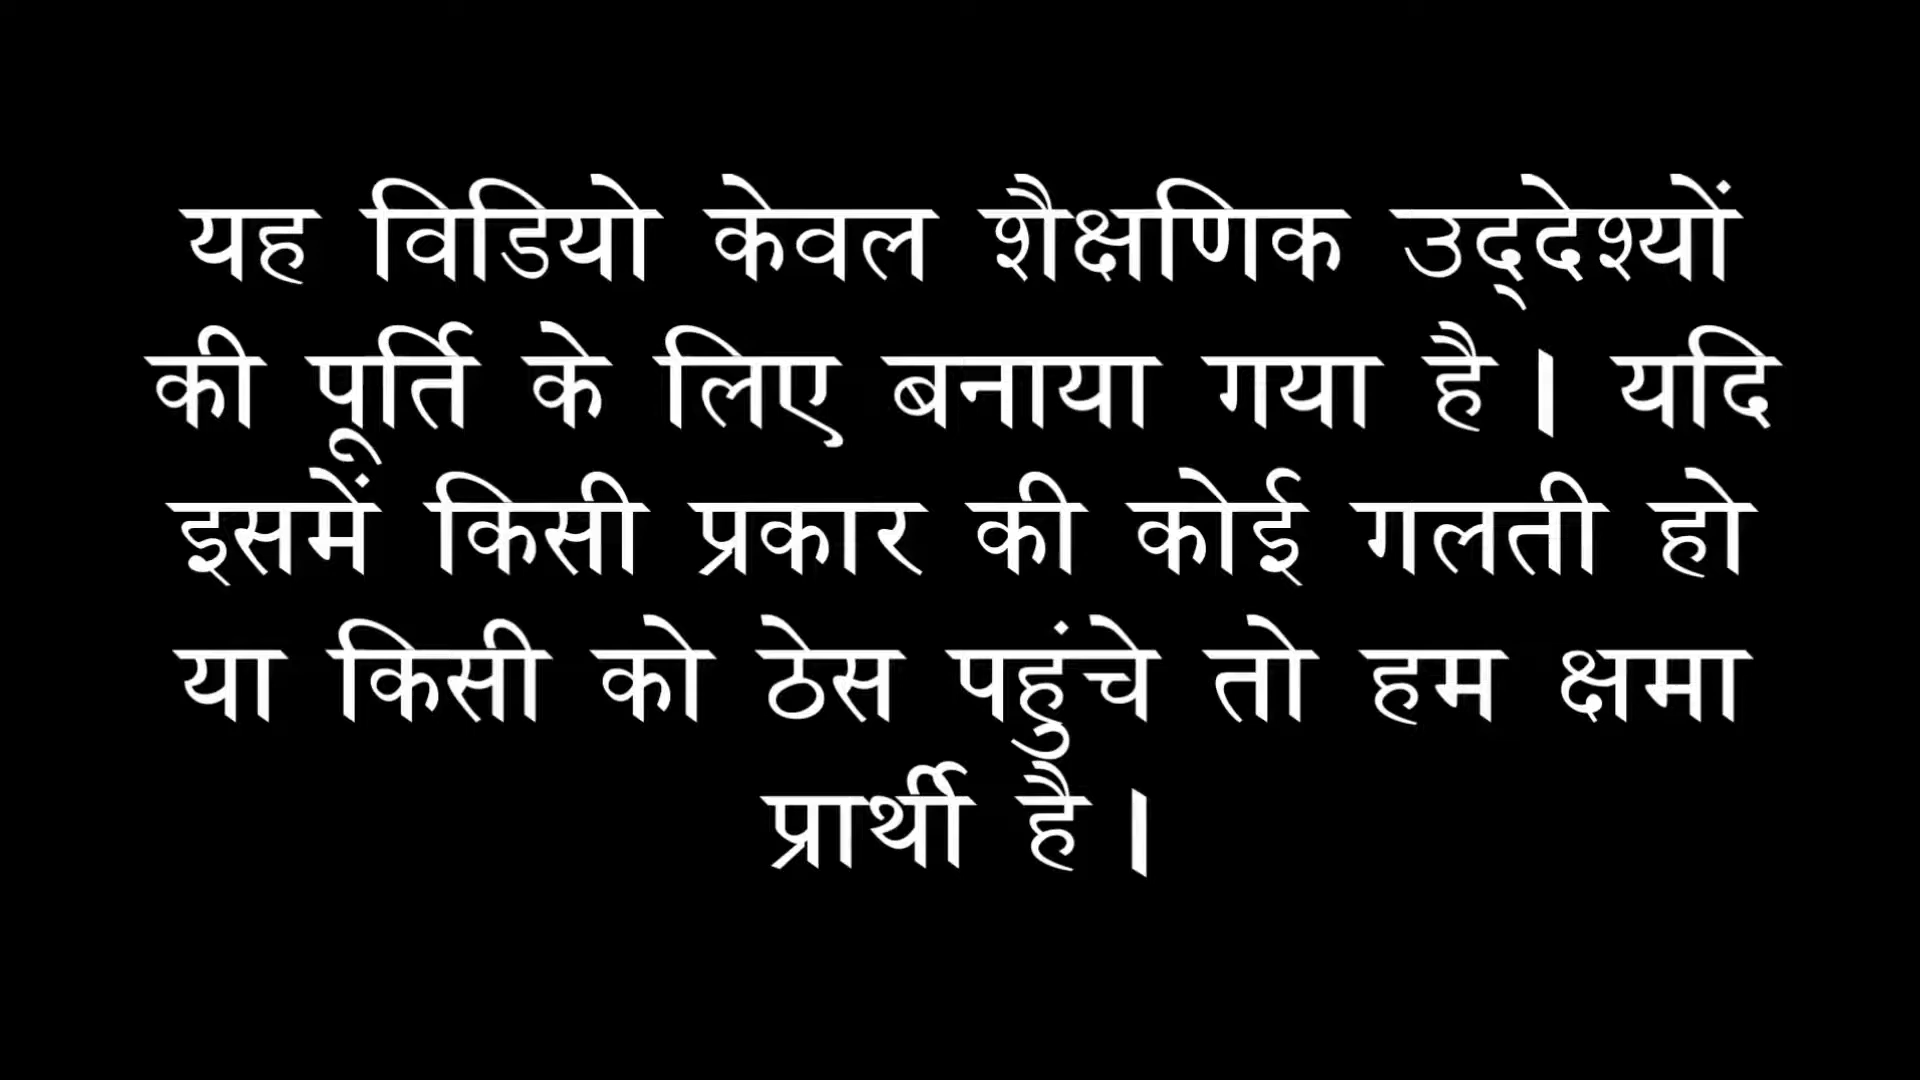 यह विडियो केवल शैक्षणिक उद्‌देश्यों
की पूर्ति के लिए बनाया गया है। यदि
इसमें किसी प्रकार की कोई गलती हो
या किसी को ठेस पहुंचे तो हम क्षमा
प्रार्थी है।